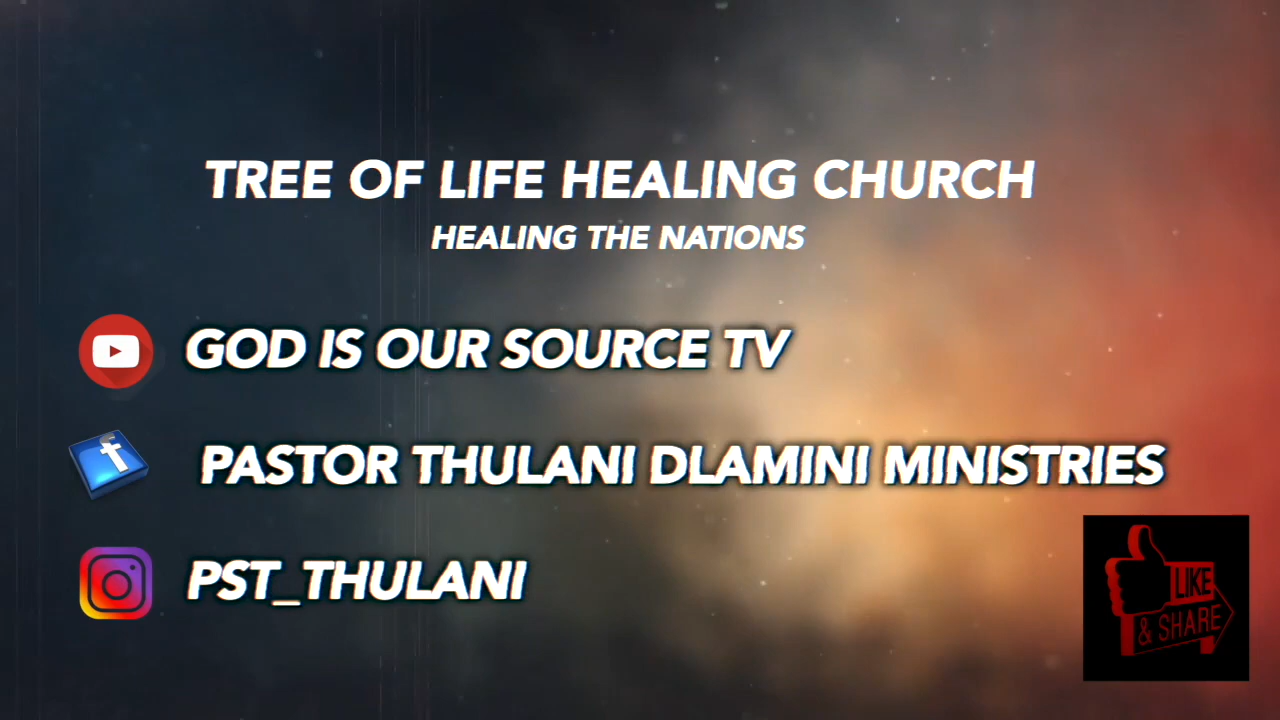 TREE OF LIFE HEALING CHURCH
HEALING THE NATIONS
GOD IS OUR SOURCE TV
f
PASTOR THULANI DLAMINI MINISTRIES
PST_THULANI
LIKE
& SHARE